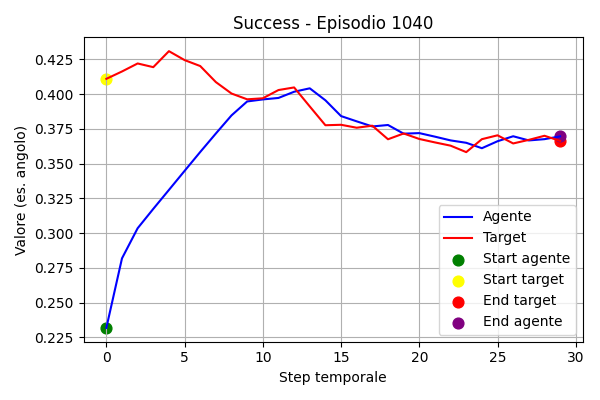 Success - Episodio 1040
Valore (es. angolo)
0.425
0.400
0.375
0.350
0.325
0.300
0.275
0.250
0.225
Agente
Target
Start agente
Start target
End target
End agente
0 5 10 15 20 25 30
Step temporale